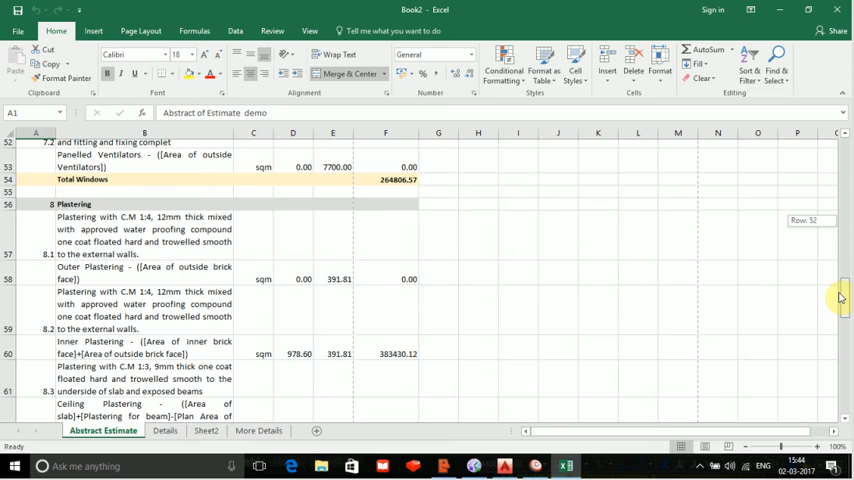 Book2 - Excel
Sign in
File Home Insert Page Layout Formulas Data Review View Tell me what you want to do Share
Cut
Copy
Format Painter
Paste
Clipboard
Calibri 18
B I U
Font
Wrap Text
Merge & Center
Alignment
General
% ,
Number
Conditional Formatting
Format as Table
Cell Styles
Styles
Insert Delete Format
Cells
AutoSum
Fill
Clear
Sort & Filter
Find & Select
Editing
A1 fx Abstract of Estimate demo
A B C D E F G H I J K L M N O P
52 7.2 and fitting and fixing complet
Panelled Ventilators - ([Area of outside
53 Ventilators]) sqm 0.00 7700.00 0.00
54 Total Windows 264806.57
55
56 8 Plastering
Row: 52
Plastering with C.M 1:4, 12mm thick mixed
with approved water proofing compound
one coat floated hard and trowelled smooth
57 8.1 to the external walls.
Outer Plastering - ([Area of outside brick
58 face]) sqm 0.00 391.81 0.00
Plastering with C.M 1:4, 12mm thick mixed
with approved water proofing compound
one coat floated hard and trowelled smooth
59 8.2 to the external walls.
Inner Plastering - ([Area of inner brick
60 face]+[Area of outside brick face]) sqm 978.60 391.81 383430.12
Plastering with C.M 1:3, 9mm thick one coat
floated hard and trowelled smooth to the
61 8.3 underside of slab and exposed beams
Ceiling Plastering - ([Area of
slab]+[Plastering for beam]-[Plan Area of
Abstract Estimate Details Sheet2 More Details
Ready 100%
Ask me anything
ENG
15:44
02-03-2017